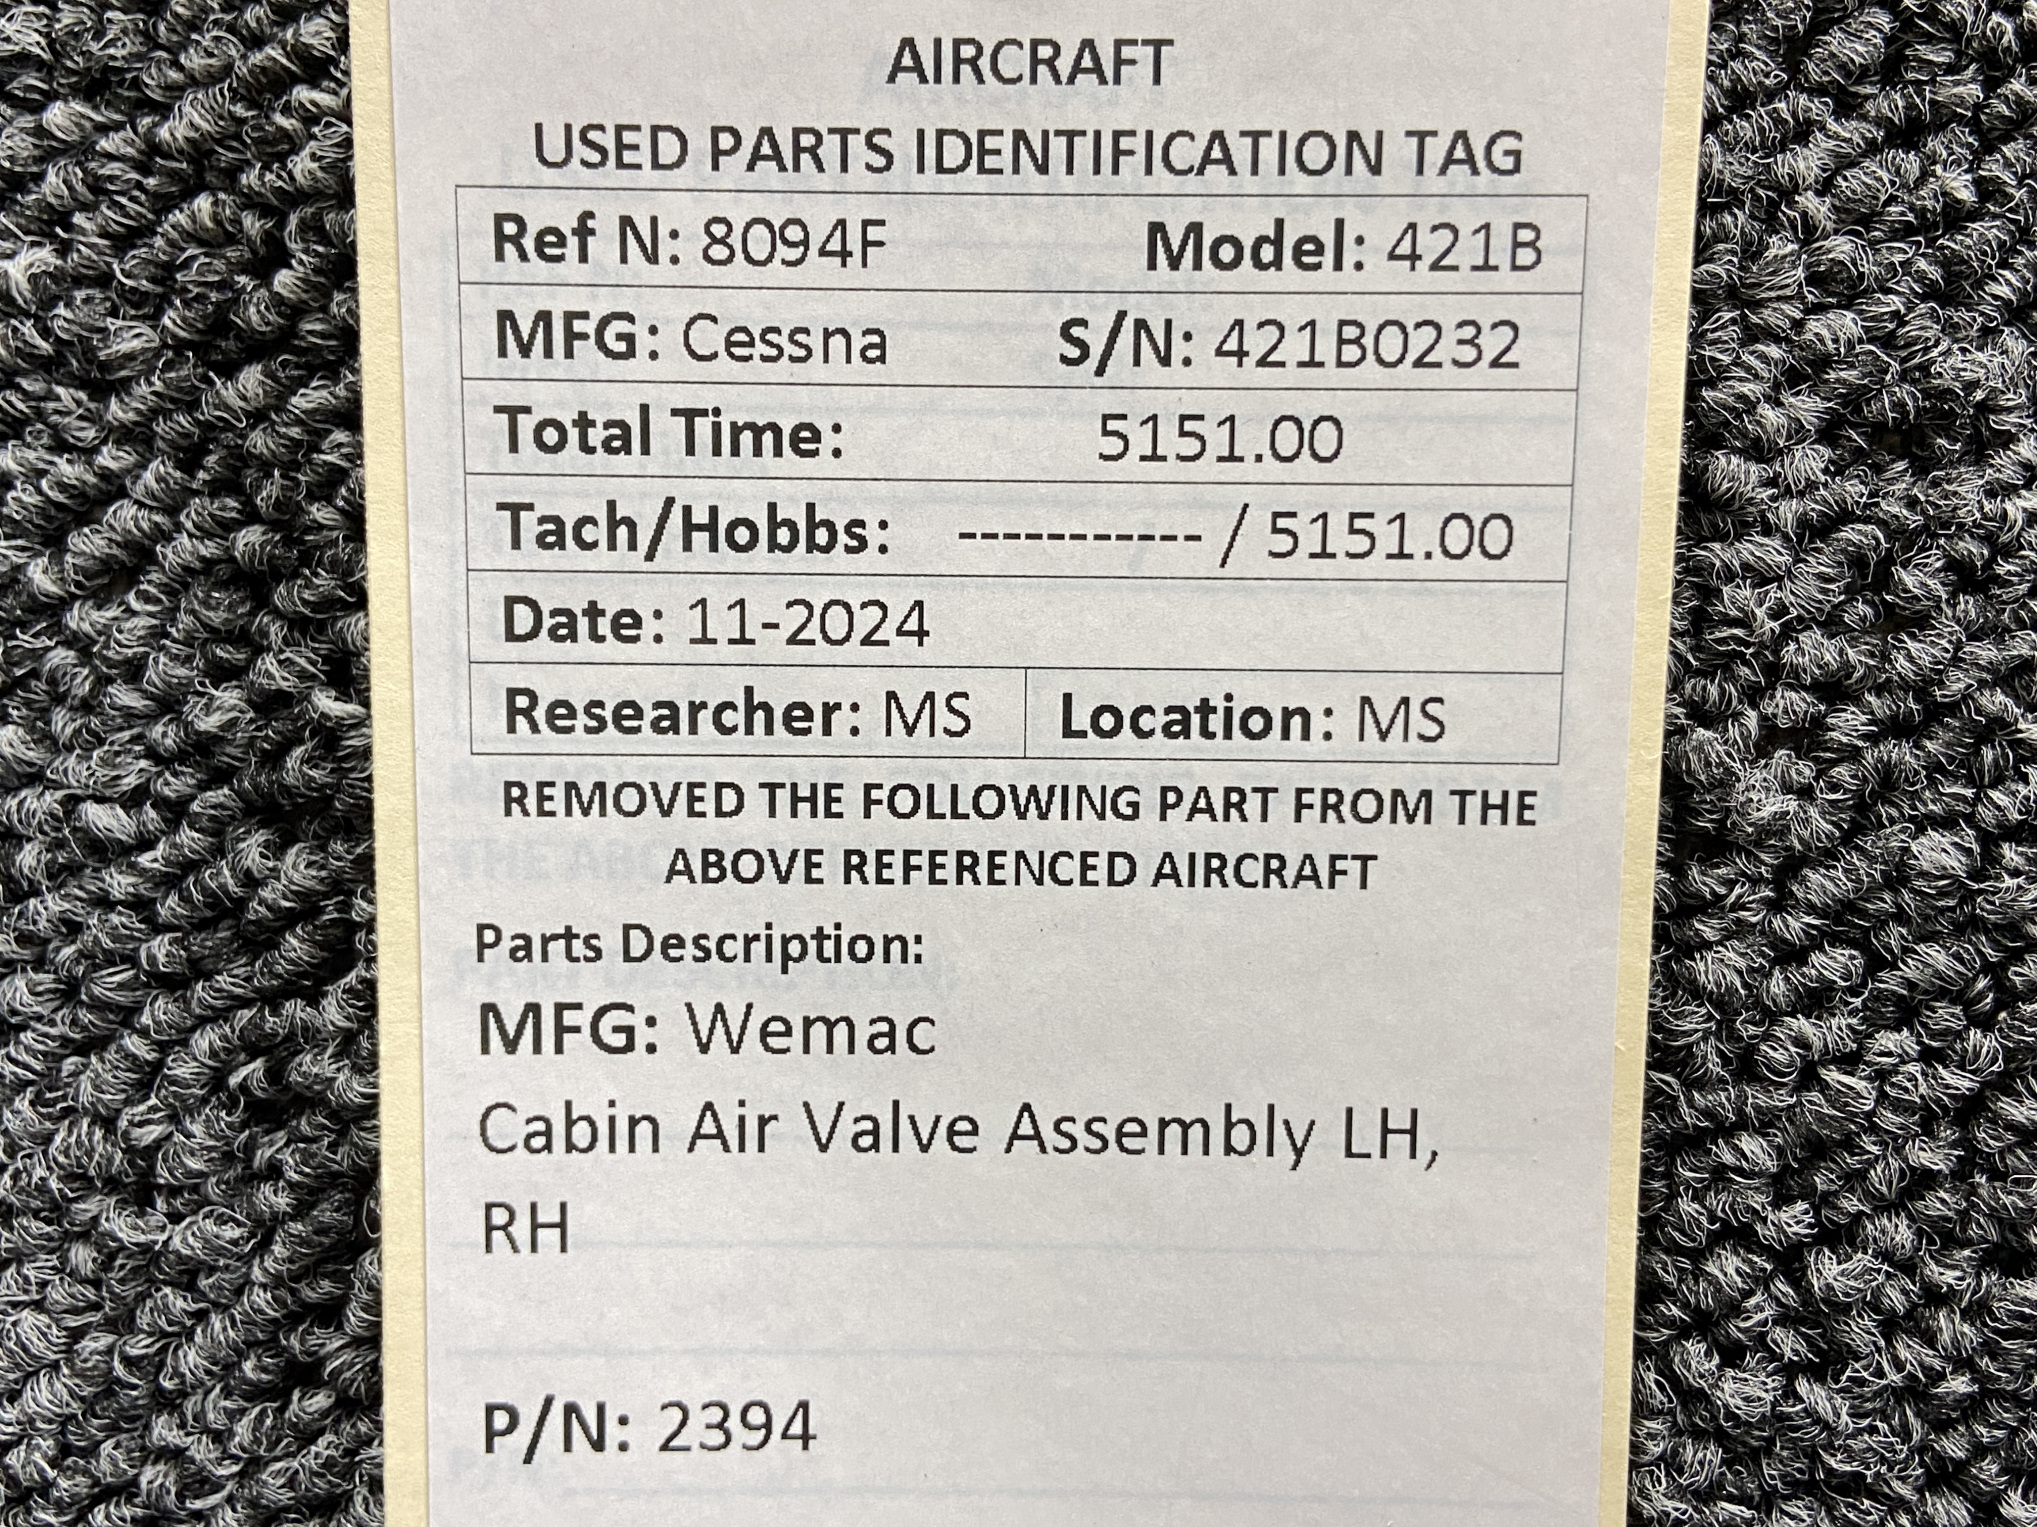 AIRCRAFT
USED PARTS IDENTIFICATION TAG
Ref N: 8094F Model: 421B
MFG: Cessna S/N: 421B0232
Total Time: 5151.00
Tach/Hobbs: ----------- / 5151.00
Date: 11-2024
Researcher: MS Location: MS
REMOVED THE FOLLOWING PART FROM THE
ABOVE REFERENCED AIRCRAFT
Parts Description:
MFG: Wemac
Cabin Air Valve Assembly LH,
RH
P/N: 2394